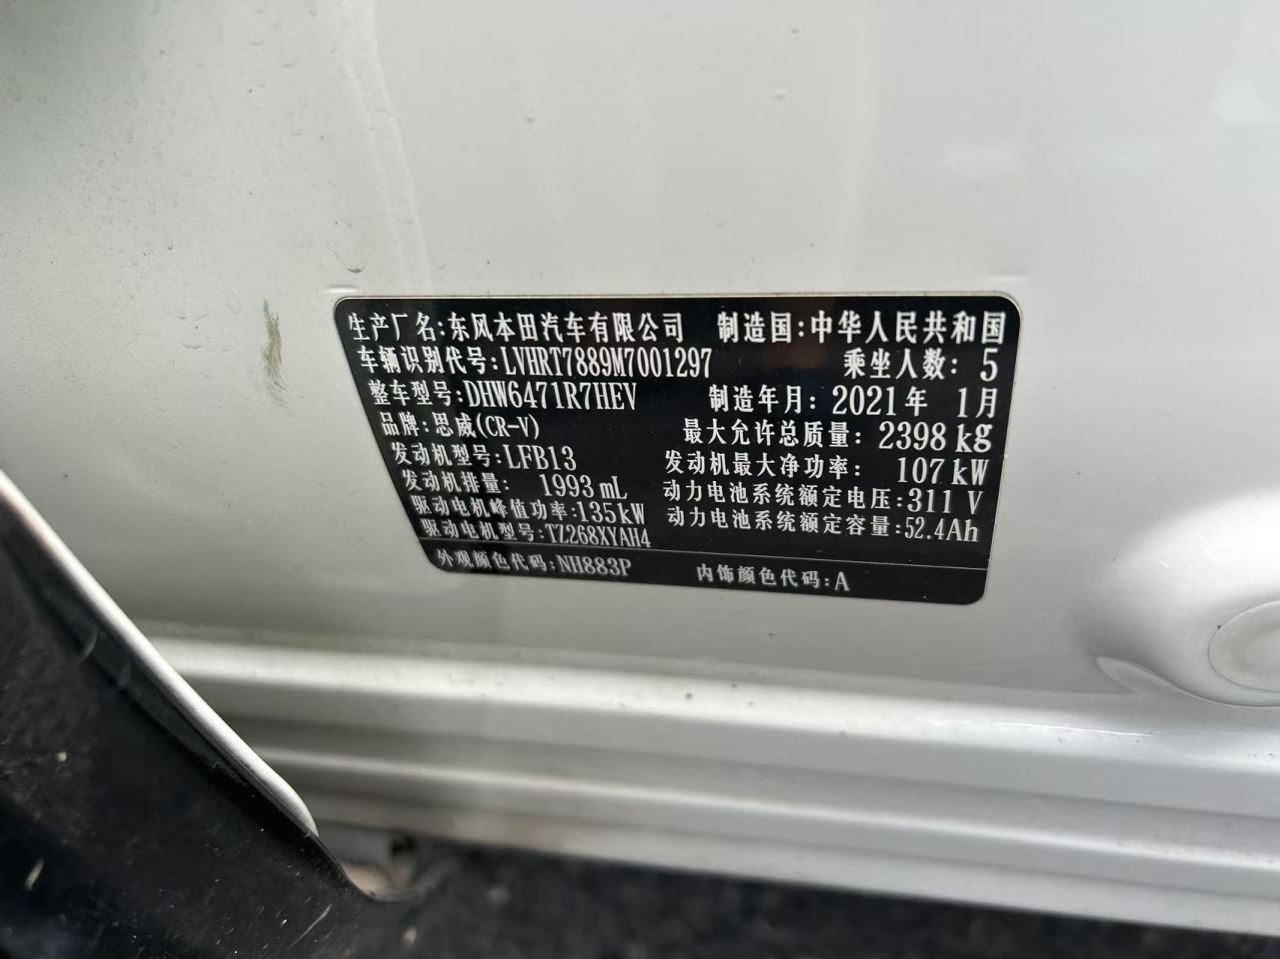 生产厂名:东风本田汽车有限公司 制造国:中华人民共和国
车辆识别代号:LVHRT7889M7001297 乘坐人数: 5
整车型号:DHW6471R7HEV 制造年月: 2021年 1月
品牌:思威(CR-V) 最大允许总质量: 2398 kg
发动机型号:LFB13 发动机最大净功率: 107 kW
发动机排量: 1993 mL 动力电池系统额定电压:311 V
驱动电机峰值功率:135kW 动力电池系统额定容量:52.4Ah
驱动电机型号:TZ268XYAH4
外观颜色代码:NH883P 内饰颜色代码:A